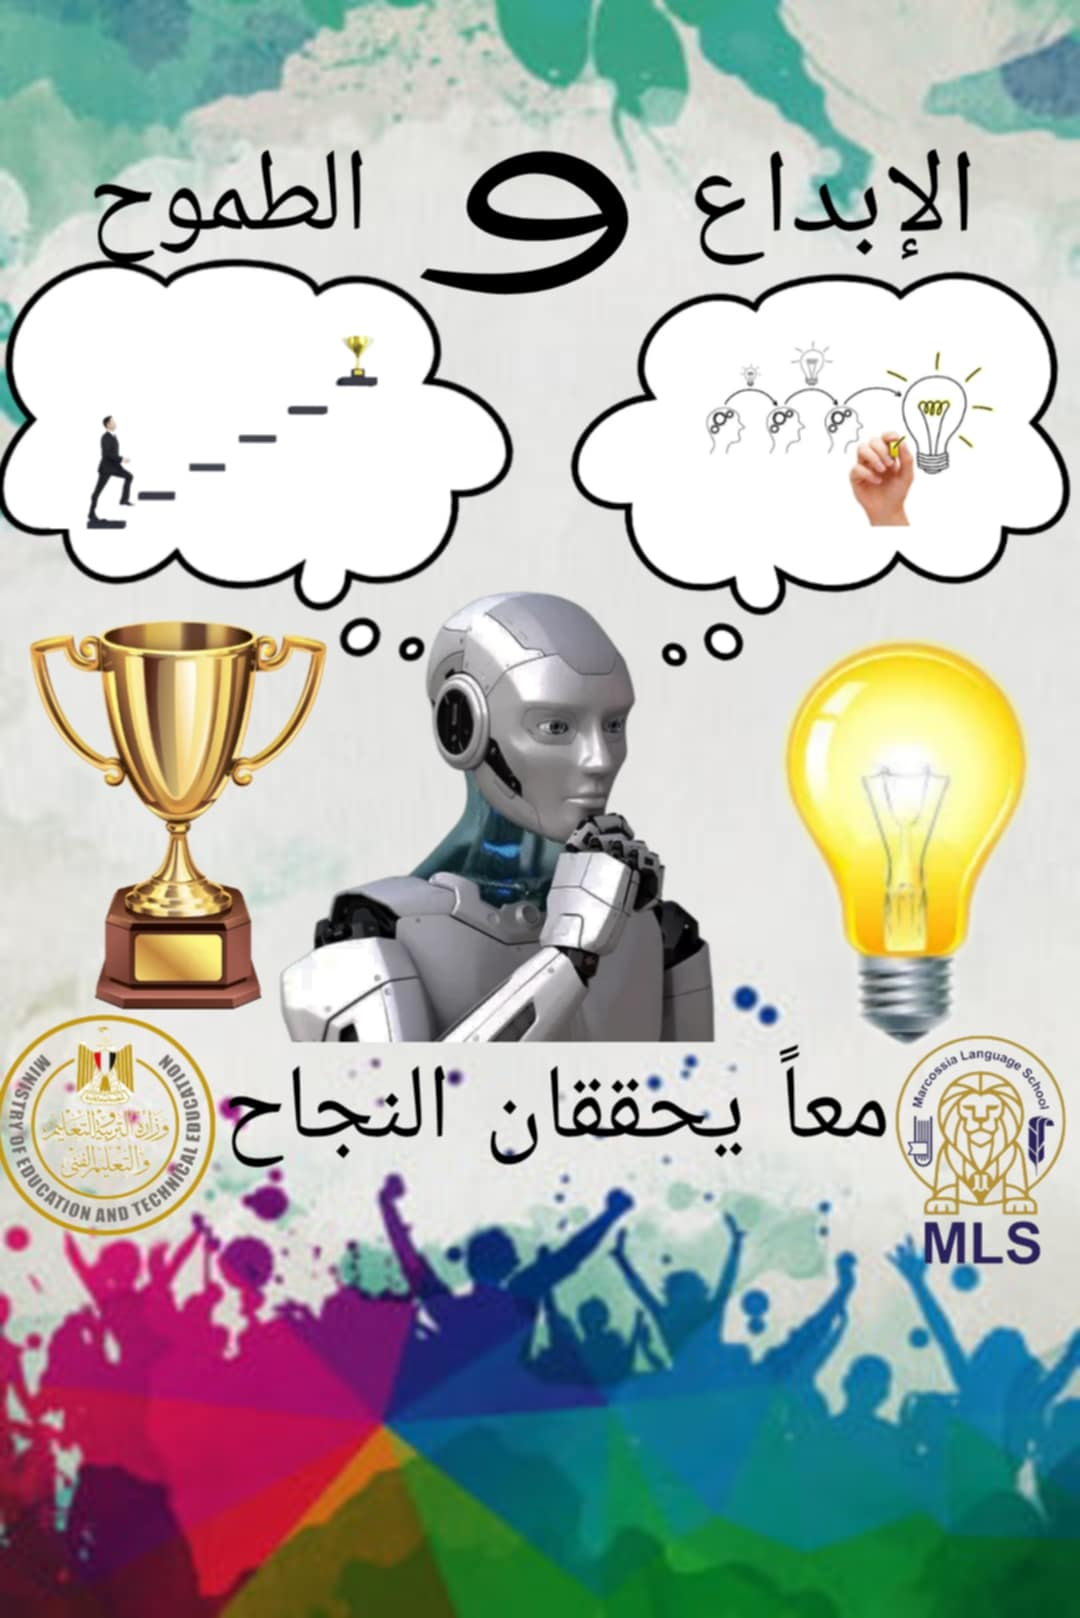 الإبداع و الطموح
معاً يحققان النجاح
MINISTRY OF EDUCATION AND TECHNICAL EDUCATION
وزارة التربية والتعليم
والتعليم الفني
Marcossia Language School
MLS